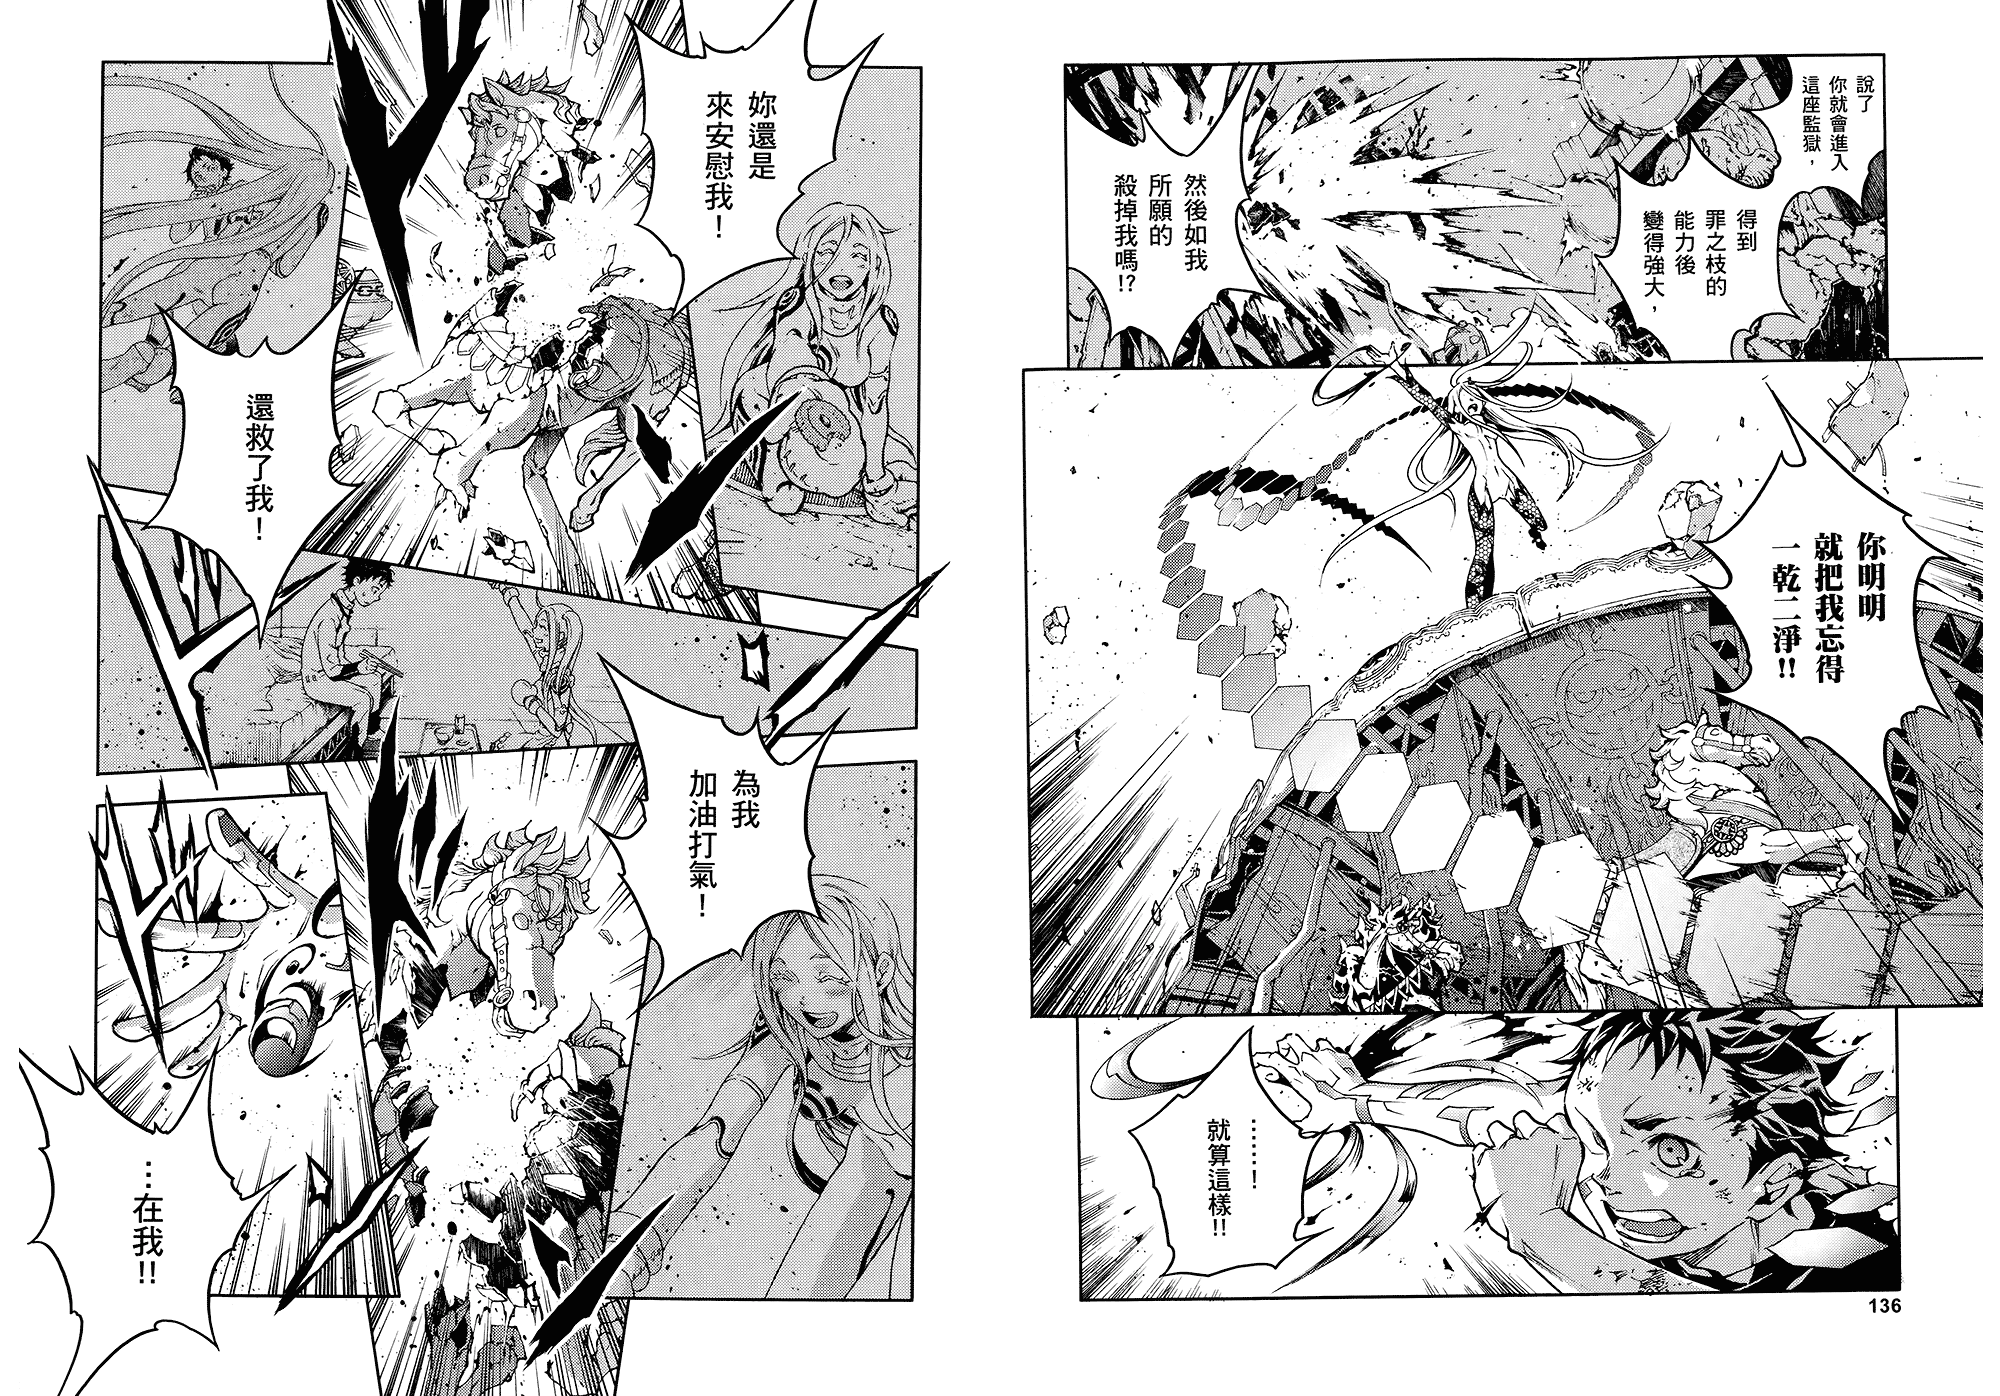 說了
你就會進入
這座監獄，
得到
罪之枝的
能力後
變得強大，
然後如我
所願的
殺掉我嗎!?
你明明
就把我忘得
一乾二淨!!
……！
就算這樣!!
136
妳還是
來安慰我！
還救了我！
為我
加油打氣！
…在我!!